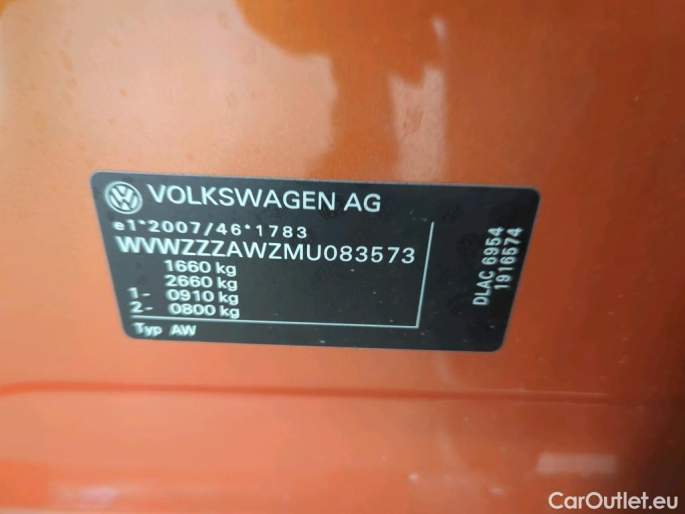 VOLKSWAGEN AG
e1*2007/46*1783
WVWZZZAWZMU083573
1660 kg
2660 kg
1- 0910 kg
2- 0800 kg
Typ AW
DLAC 6954
1916574
CarOutlet.eu